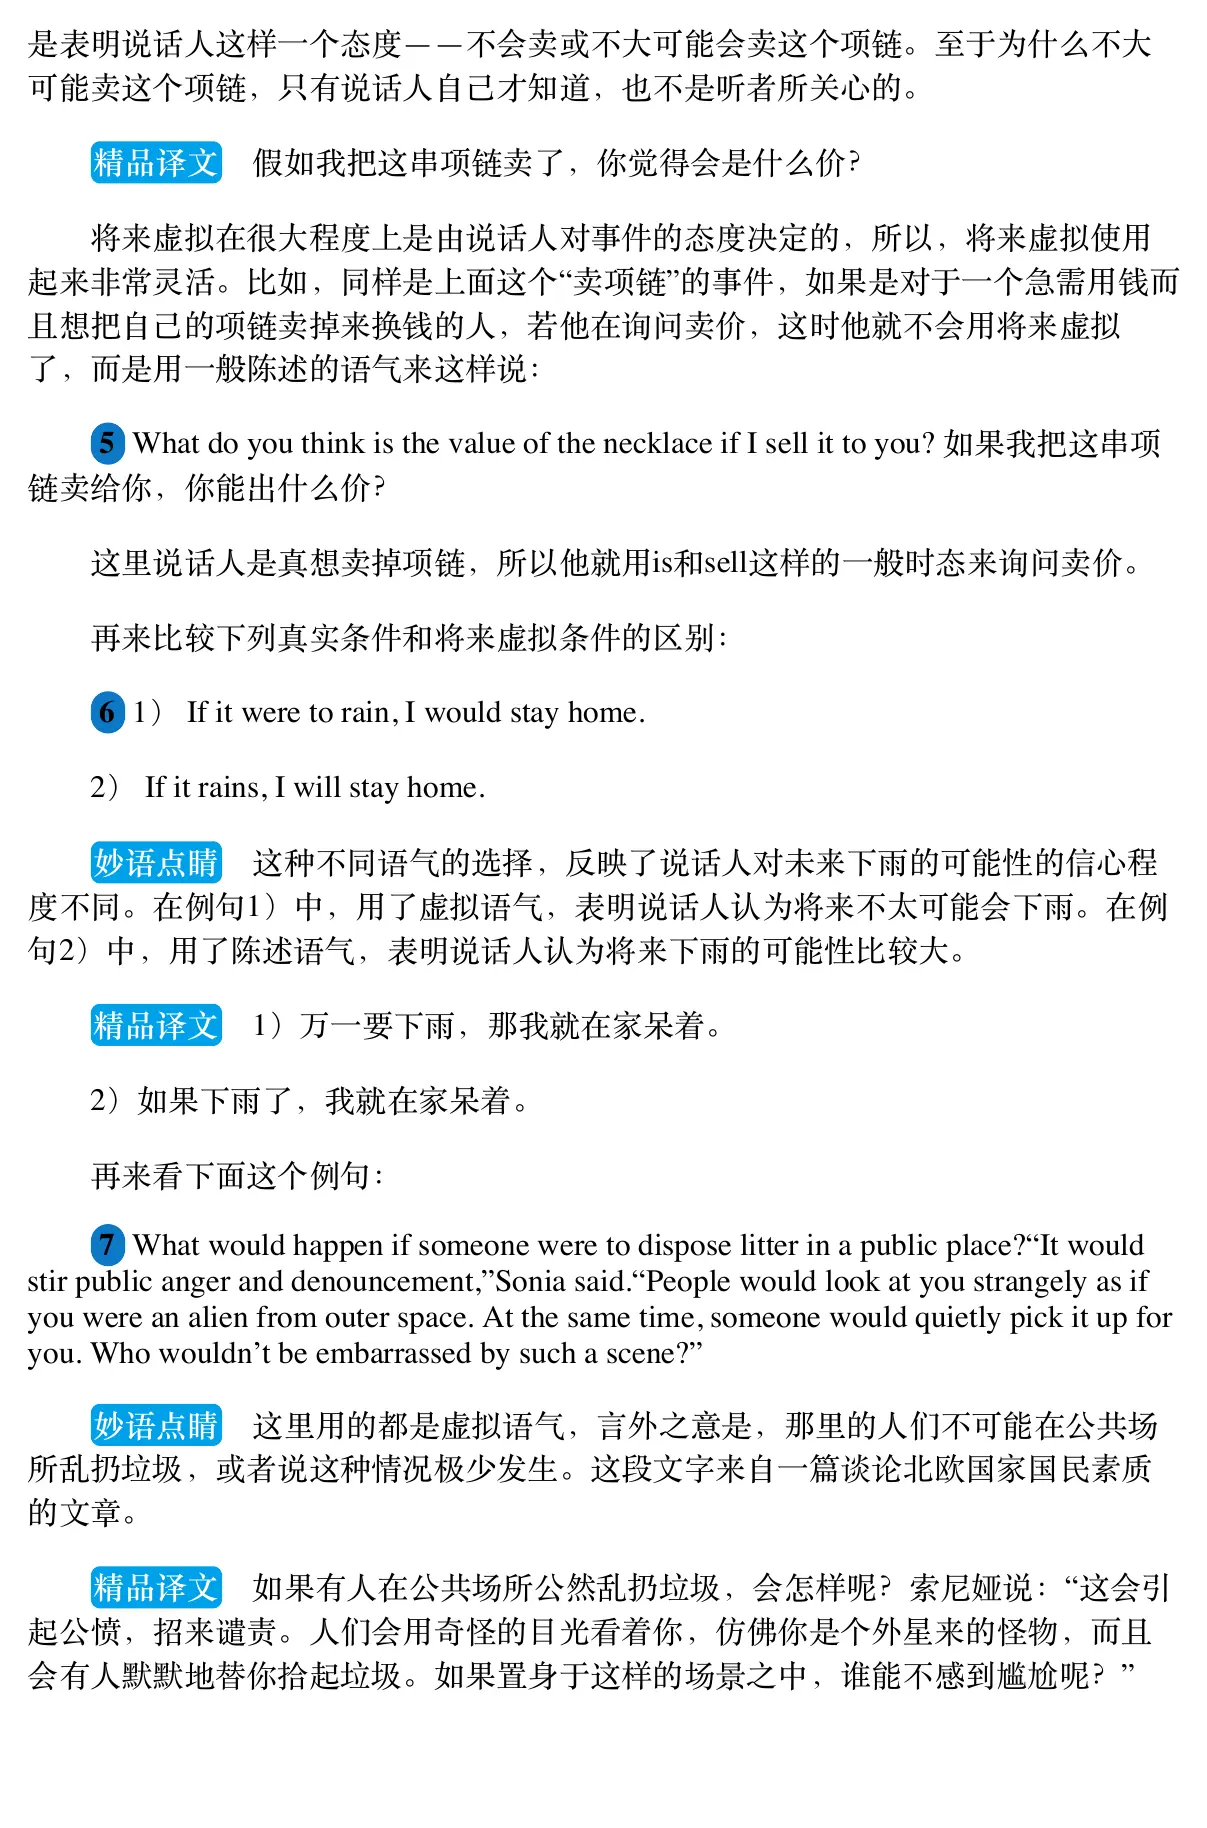 是表明说话人这样一个态度——不会卖或不大可能会卖这个项链。至于为什么不大
可能卖这个项链，只有说话人自己才知道，也不是听者所关心的。
精品译文 假如我把这串项链卖了，你觉得会是什么价？
将来虚拟在很大程度上是由说话人对事件的态度决定的，所以，将来虚拟使用
起来非常灵活。比如，同样是上面这个“卖项链”的事件，如果是对于一个急需用钱而
且想把自己的项链卖掉来换钱的人，若他在询问卖价，这时他就不会用将来虚拟
了，而是用一般陈述的语气来这样说：
5 What do you think is the value of the necklace if I sell it to you? 如果我把这串项
链卖给你，你能出什么价？
这里说话人是真想卖掉项链，所以他就用is和sell这样的一般时态来询问卖价。
再来比较下列真实条件和将来虚拟条件的区别：
6 1） If it were to rain, I would stay home.
2） If it rains, I will stay home.
妙语点睛 这种不同语气的选择，反映了说话人对未来下雨的可能性的信心程
度不同。在例句1）中，用了虚拟语气，表明说话人认为将来不太可能会下雨。在例
句2）中，用了陈述语气，表明说话人认为将来下雨的可能性比较大。
精品译文 1）万一要下雨，那我就在家呆着。
2）如果下雨了，我就在家呆着。
再来看下面这个例句：
7 What would happen if someone were to dispose litter in a public place?“It would
stir public anger and denouncement,”Sonia said.“People would look at you strangely as if
you were an alien from outer space. At the same time, someone would quietly pick it up for
you. Who wouldn’t be embarrassed by such a scene?”
妙语点睛 这里用的都是虚拟语气，言外之意是，那里的人们不可能在公共场
所乱扔垃圾，或者说这种情况极少发生。这段文字来自一篇谈论北欧国家国民素质
的文章。
精品译文 如果有人在公共场所公然乱扔垃圾，会怎样呢？索尼娅说：“这会引
起公愤，招来谴责。人们会用奇怪的目光看着你，仿佛你是个外星来的怪物，而且
会有人默默地替你拾起垃圾。如果置身于这样的场景之中，谁能不感到尴尬呢？”